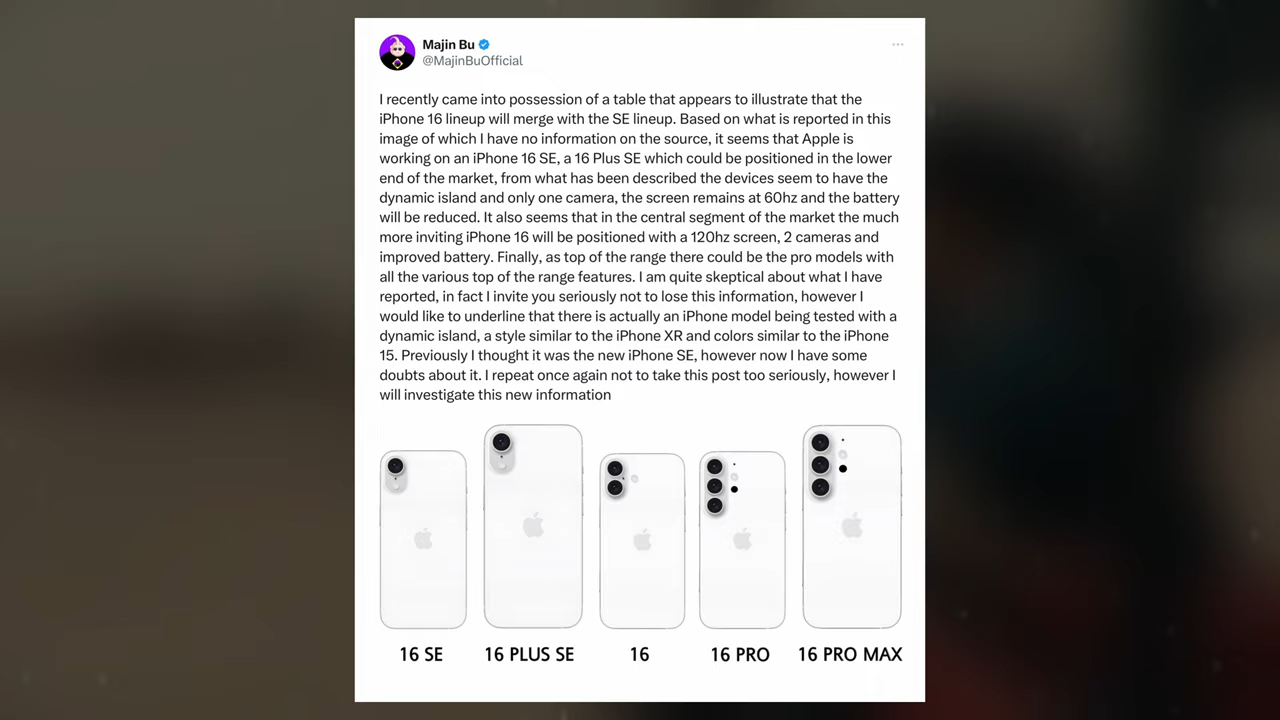 Majin Bu
@MajinBuOfficial
I recently came into possession of a table that appears to illustrate that the
iPhone 16 lineup will merge with the SE lineup. Based on what is reported in this
image of which I have no information on the source, it seems that Apple is
working on an iPhone 16 SE, a 16 Plus SE which could be positioned in the lower
end of the market, from what has been described the devices seem to have the
dynamic island and only one camera, the screen remains at 60hz and the battery
will be reduced. It also seems that in the central segment of the market the much
more inviting iPhone 16 will be positioned with a 120hz screen, 2 cameras and
improved battery. Finally, as top of the range there could be the pro models with
all the various top of the range features. I am quite skeptical about what I have
reported, in fact I invite you seriously not to lose this information, however I
would like to underline that there is actually an iPhone model being tested with a
dynamic island, a style similar to the iPhone XR and colors similar to the iPhone
15. Previously I thought it was the new iPhone SE, however now I have some
doubts about it. I repeat once again not to take this post too seriously, however I
will investigate this new information
16 SE 16 PLUS SE 16 16 PRO 16 PRO MAX